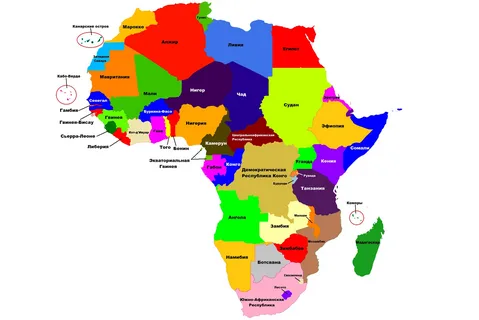 Канарские остров
Марокко
Тунис
Алжир
Ливия
Египет
Западная
Сахара
Кабо-Верде
Мавритания
Мали
Нигер
Чад
Судан
Эритрея
Сенегал
Гамбия
Гвинея-Бисау
Гвинея
Сьерра-Леоне
Либерия
Кот-д'Ивуар
Буркина-Фасо
Гана
Того
Бенин
Нигерия
Камерун
Центральноафриканская
Республика
Эфиопия
Сомали
Экваториальная
Гвинея
Габон
Конго
Демократическая
Республика Конго
Уганда
Кения
Руанда
Бурунди
Танзания
Коморы
Ангола
Замбия
Малави
Мозамбик
Зимбабве
Мадагаскар
Намибия
Ботсвана
Свазиленд
Лесото
Южно-Африканская
Республика